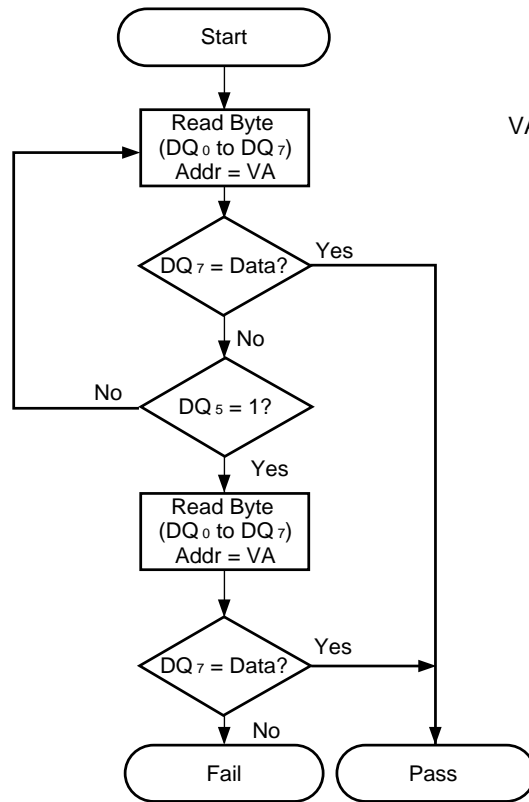 Start
Read Byte
(DQ0 to DQ7)
Addr = VA
VA
DQ7 = Data?
Yes
No
No
DQ5 = 1?
Yes
Read Byte
(DQ0 to DQ7)
Addr = VA
DQ7 = Data?
Yes
No
Fail
Pass